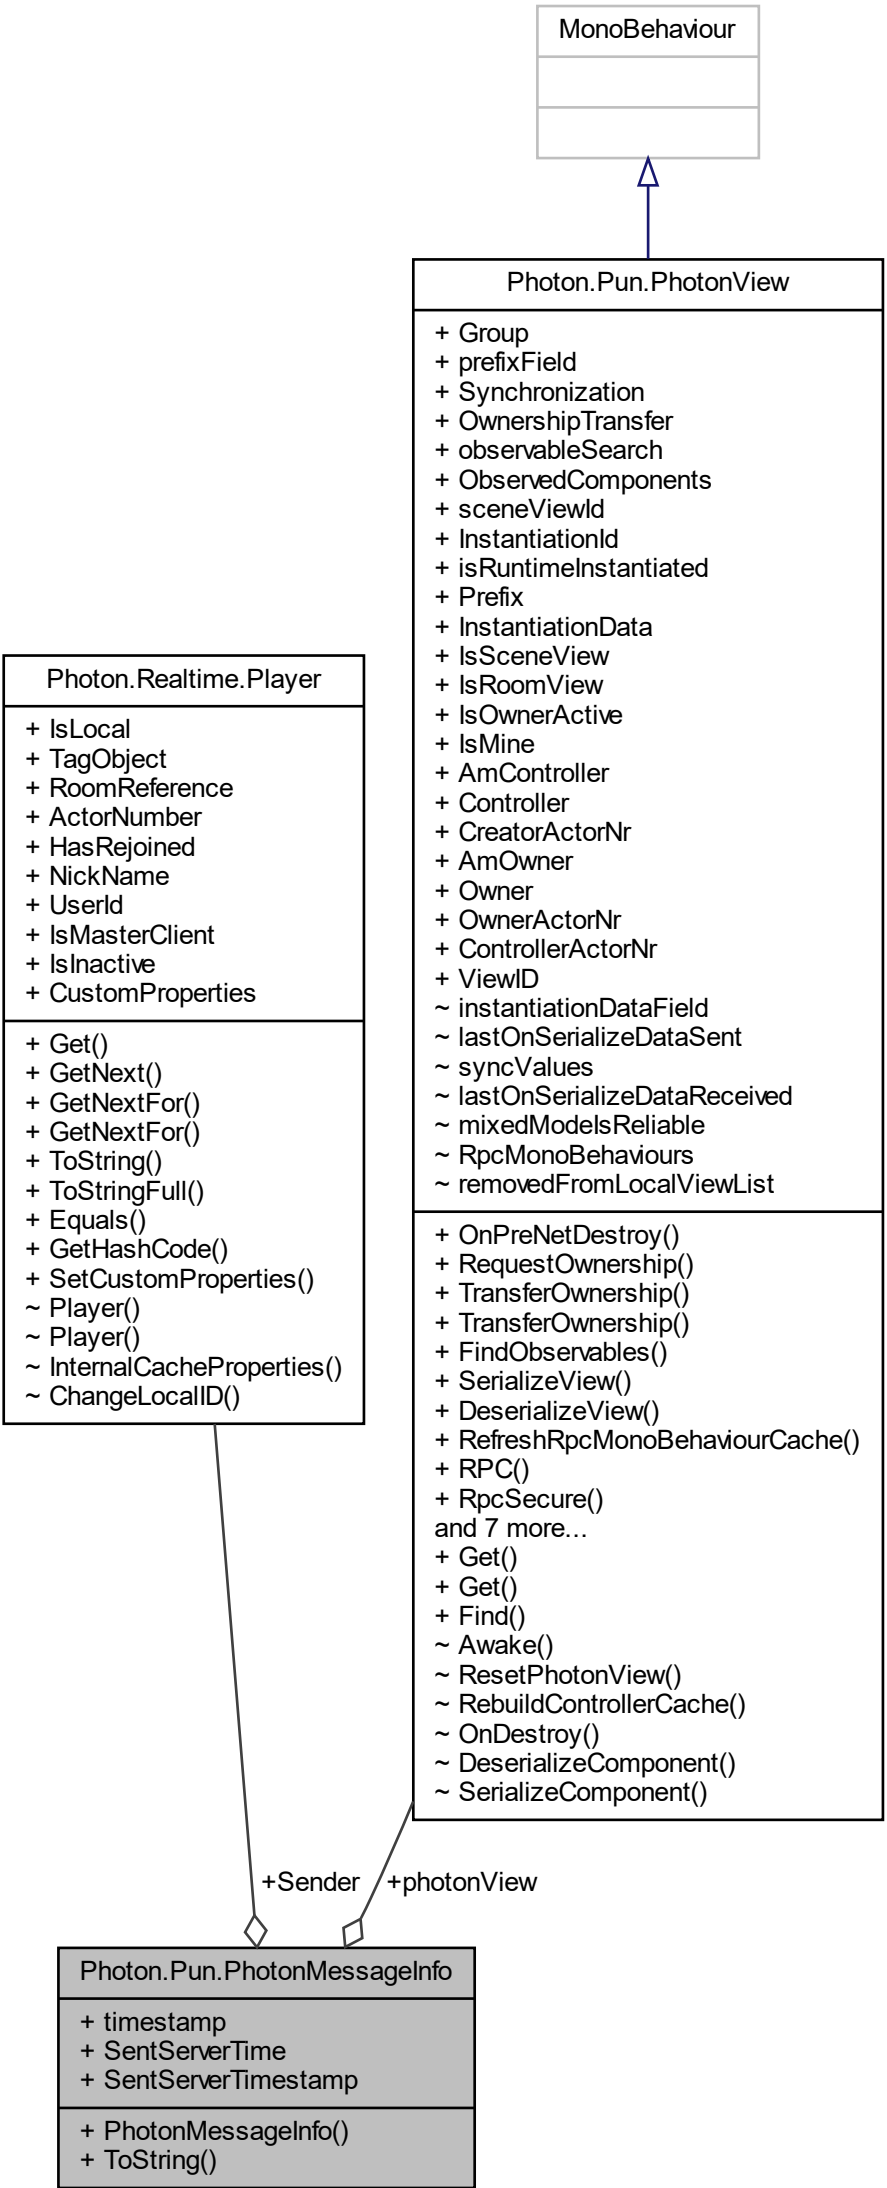 MonoBehaviour
Photon.Pun.PhotonView
+ Group
+ prefixField
+ Synchronization
+ OwnershipTransfer
+ observableSearch
+ ObservedComponents
+ sceneViewId
+ InstantiationId
+ isRuntimeInstantiated
+ Prefix
+ InstantiationData
+ IsSceneView
+ IsRoomView
+ IsOwnerActive
+ IsMine
+ AmController
+ Controller
+ CreatorActorNr
+ AmOwner
+ Owner
+ OwnerActorNr
+ ControllerActorNr
+ ViewID
~ instantiationDataField
~ lastOnSerializeDataSent
~ syncValues
~ lastOnSerializeDataReceived
~ mixedModeIsReliable
~ RpcMonoBehaviours
~ removedFromLocalViewList
+ OnPreNetDestroy()
+ RequestOwnership()
+ TransferOwnership()
+ TransferOwnership()
+ FindObservables()
+ SerializeView()
+ DeserializeView()
+ RefreshRpcMonoBehaviourCache()
+ RPC()
+ RpcSecure()
and 7 more...
+ Get()
+ Get()
+ Find()
~ Awake()
~ ResetPhotonView()
~ RebuildControllerCache()
~ OnDestroy()
~ DeserializeComponent()
~ SerializeComponent()
Photon.Realtime.Player
+ IsLocal
+ TagObject
+ RoomReference
+ ActorNumber
+ HasRejoined
+ NickName
+ UserId
+ IsMasterClient
+ IsInactive
+ CustomProperties
+ Get()
+ GetNext()
+ GetNextFor()
+ GetNextFor()
+ ToString()
+ ToStringFull()
+ Equals()
+ GetHashCode()
+ SetCustomProperties()
~ Player()
~ Player()
~ InternalCacheProperties()
~ ChangeLocalID()
+Sender
+photonView
Photon.Pun.PhotonMessageInfo
+ timestamp
+ SentServerTime
+ SentServerTimestamp
+ PhotonMessageInfo()
+ ToString()